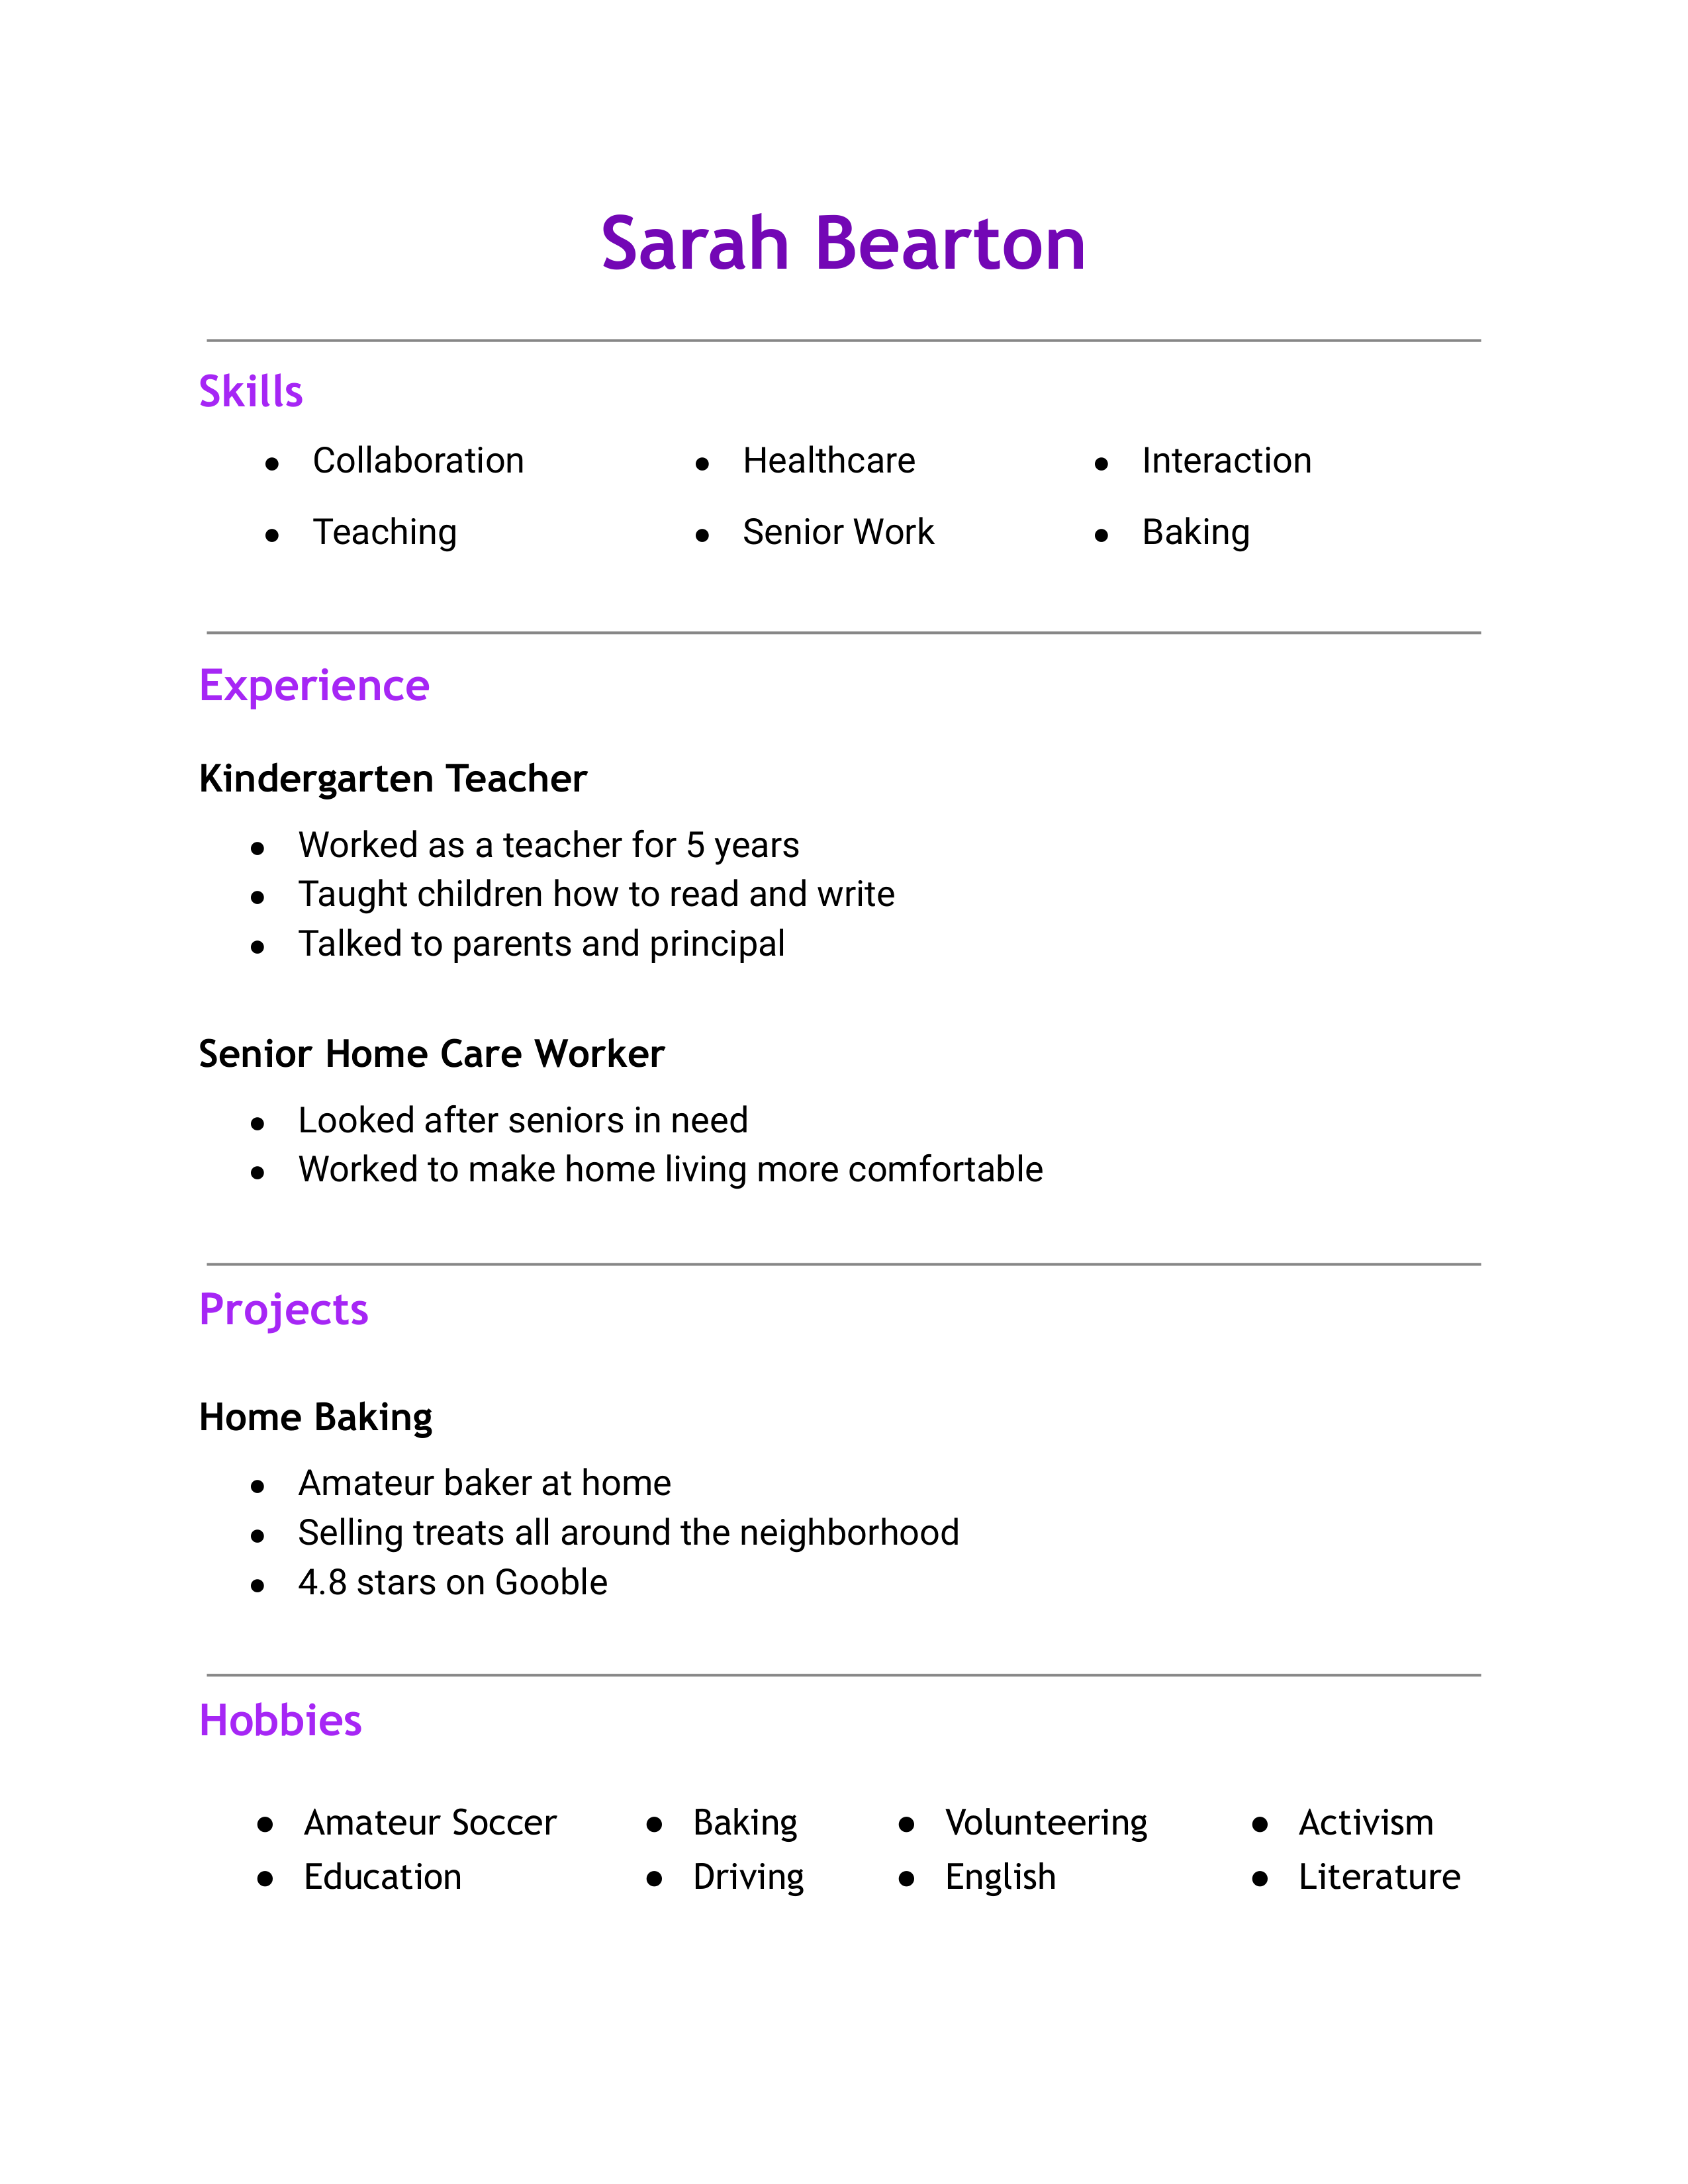 Sarah Bearton
Skills
● Collaboration ● Healthcare ● Interaction
● Teaching ● Senior Work ● Baking
Experience
Kindergarten Teacher
● Worked as a teacher for 5 years
● Taught children how to read and write
● Talked to parents and principal
Senior Home Care Worker
● Looked after seniors in need
● Worked to make home living more comfortable
Projects
Home Baking
● Amateur baker at home
● Selling treats all around the neighborhood
● 4.8 stars on Gooble
Hobbies
● Amateur Soccer ● Baking ● Volunteering ● Activism
● Education ● Driving ● English ● Literature